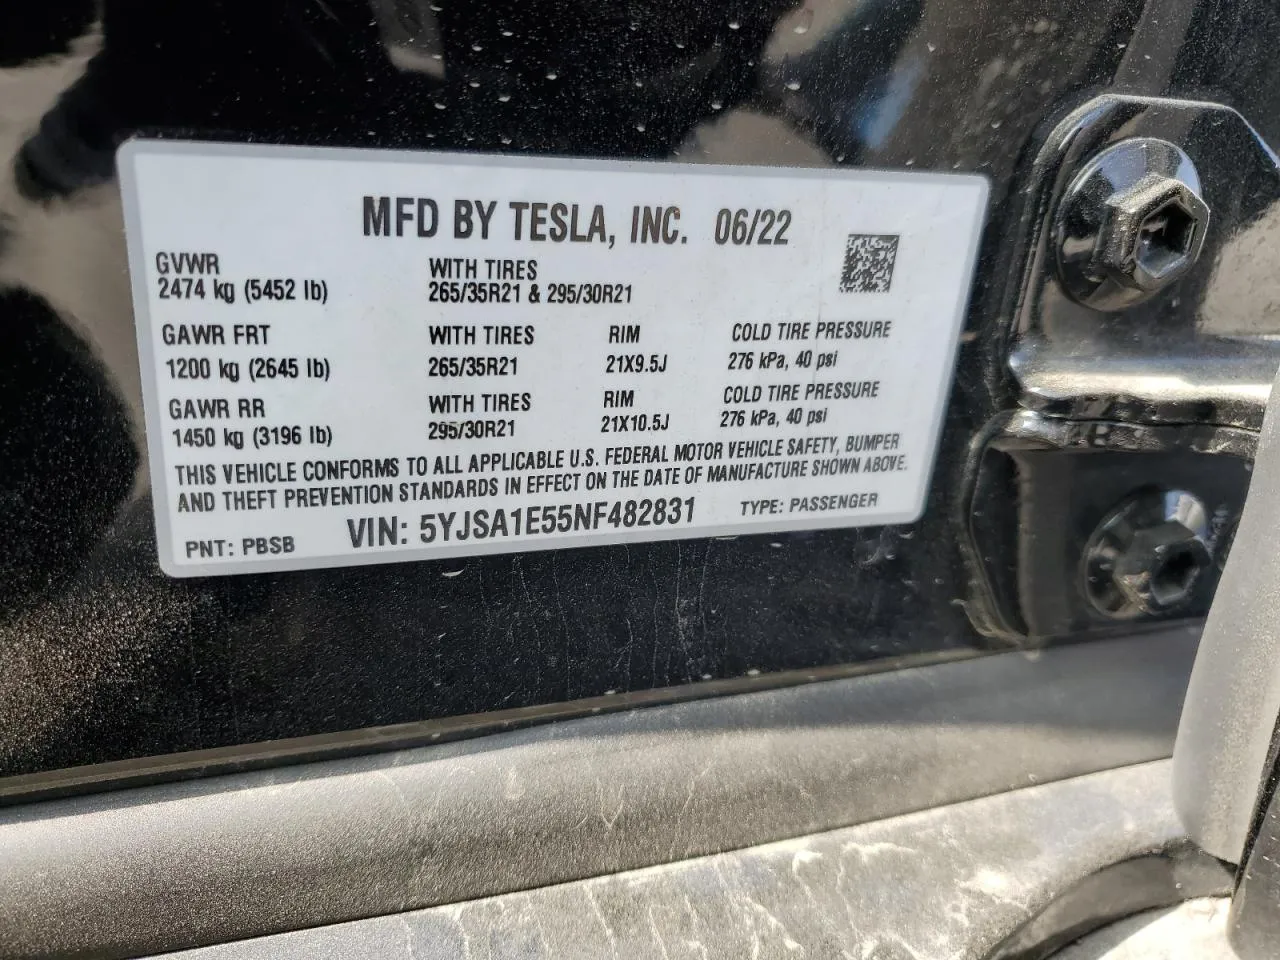 MFD BY TESLA, INC. 06/22
GVWR
2474 kg (5452 lb)
WITH TIRES
265/35R21 & 295/30R21
GAWR FRT WITH TIRES RIM COLD TIRE PRESSURE
1200 kg (2645 lb) 265/35R21 21X9.5J 276 kPa, 40 psi
GAWR RR WITH TIRES RIM COLD TIRE PRESSURE
1450 kg (3196 lb) 295/30R21 21X10.5J 276 kPa, 40 psi
THIS VEHICLE CONFORMS TO ALL APPLICABLE U.S. FEDERAL MOTOR VEHICLE SAFETY, BUMPER
AND THEFT PREVENTION STANDARDS IN EFFECT ON THE DATE OF MANUFACTURE SHOWN ABOVE.
PNT: PBSB VIN: 5YJSA1E55NF482831 TYPE: PASSENGER